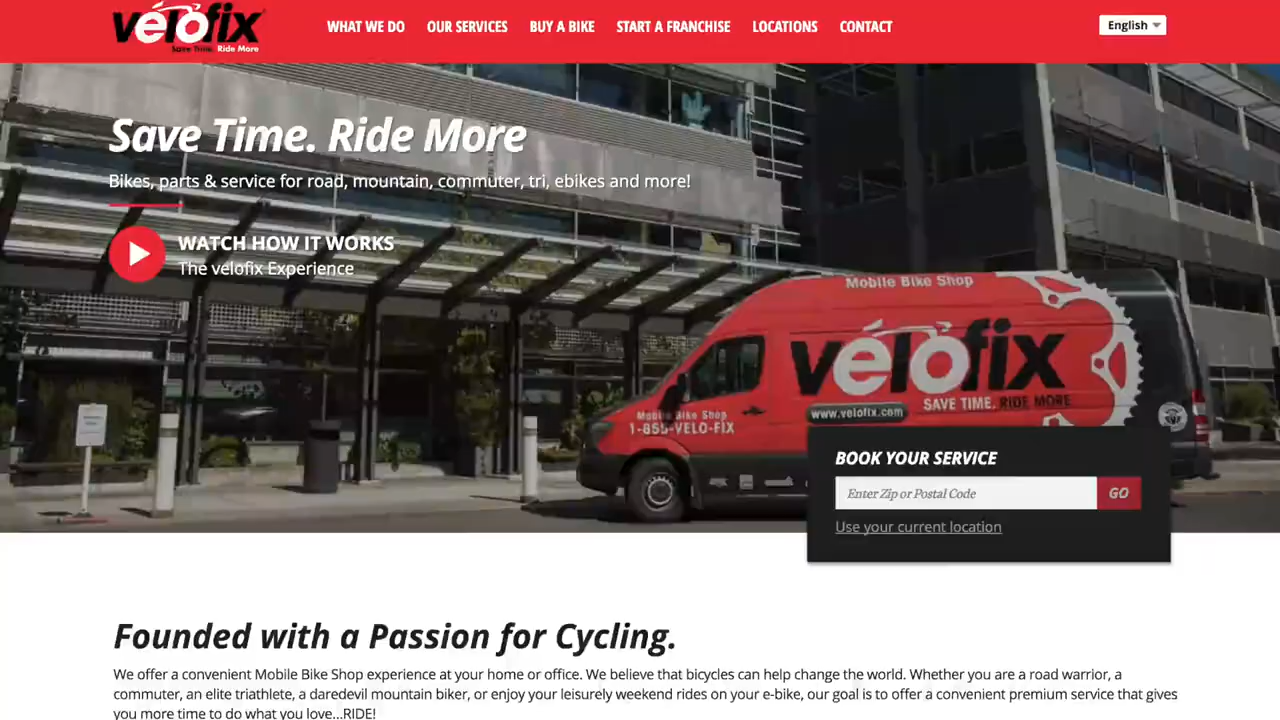 velofix
Save Time. Ride More
WHAT WE DO
OUR SERVICES
BUY A BIKE
START A FRANCHISE
LOCATIONS
CONTACT
English
Save Time. Ride More
Bikes, parts & service for road, mountain, commuter, tri, ebikes and more!
WATCH HOW IT WORKS
The velofix Experience
Mobile Bike Shop
velofix
SAVE TIME. RIDE MORE
www.velofix.com
Mobile Bike Shop
1-855-VELO-FIX
BOOK YOUR SERVICE
Enter Zip or Postal Code
GO
Use your current location
Founded with a Passion for Cycling.
We offer a convenient Mobile Bike Shop experience at your home or office. We believe that bicycles can help change the world. Whether you are a road warrior, a
commuter, an elite triathlete, a daredevil mountain biker, or enjoy your leisurely weekend rides on your e-bike, our goal is to offer a convenient premium service that gives
you more time to do what you love...RIDE!